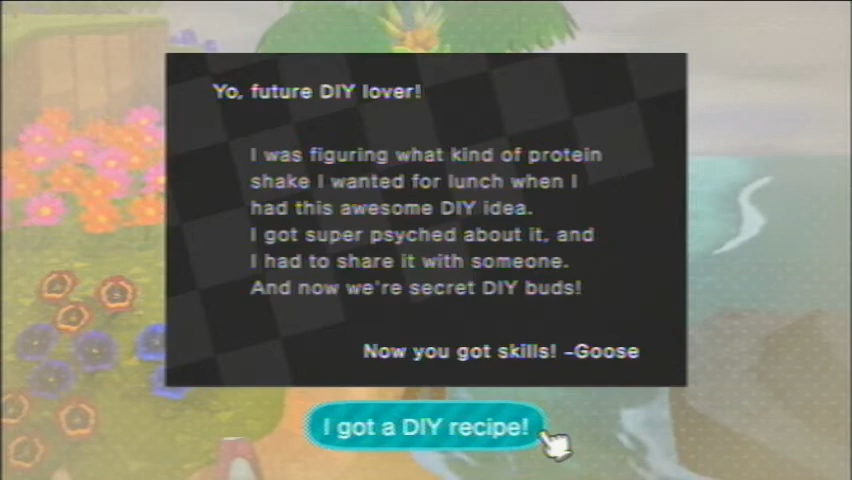 Yo, future DIY lover!
I was figuring what kind of protein
shake I wanted for lunch when I
had this awesome DIY idea.
I got super psyched about it, and
I had to share it with someone.
And now we're secret DIY buds!
Now you got skills! -Goose
I got a DIY recipe!